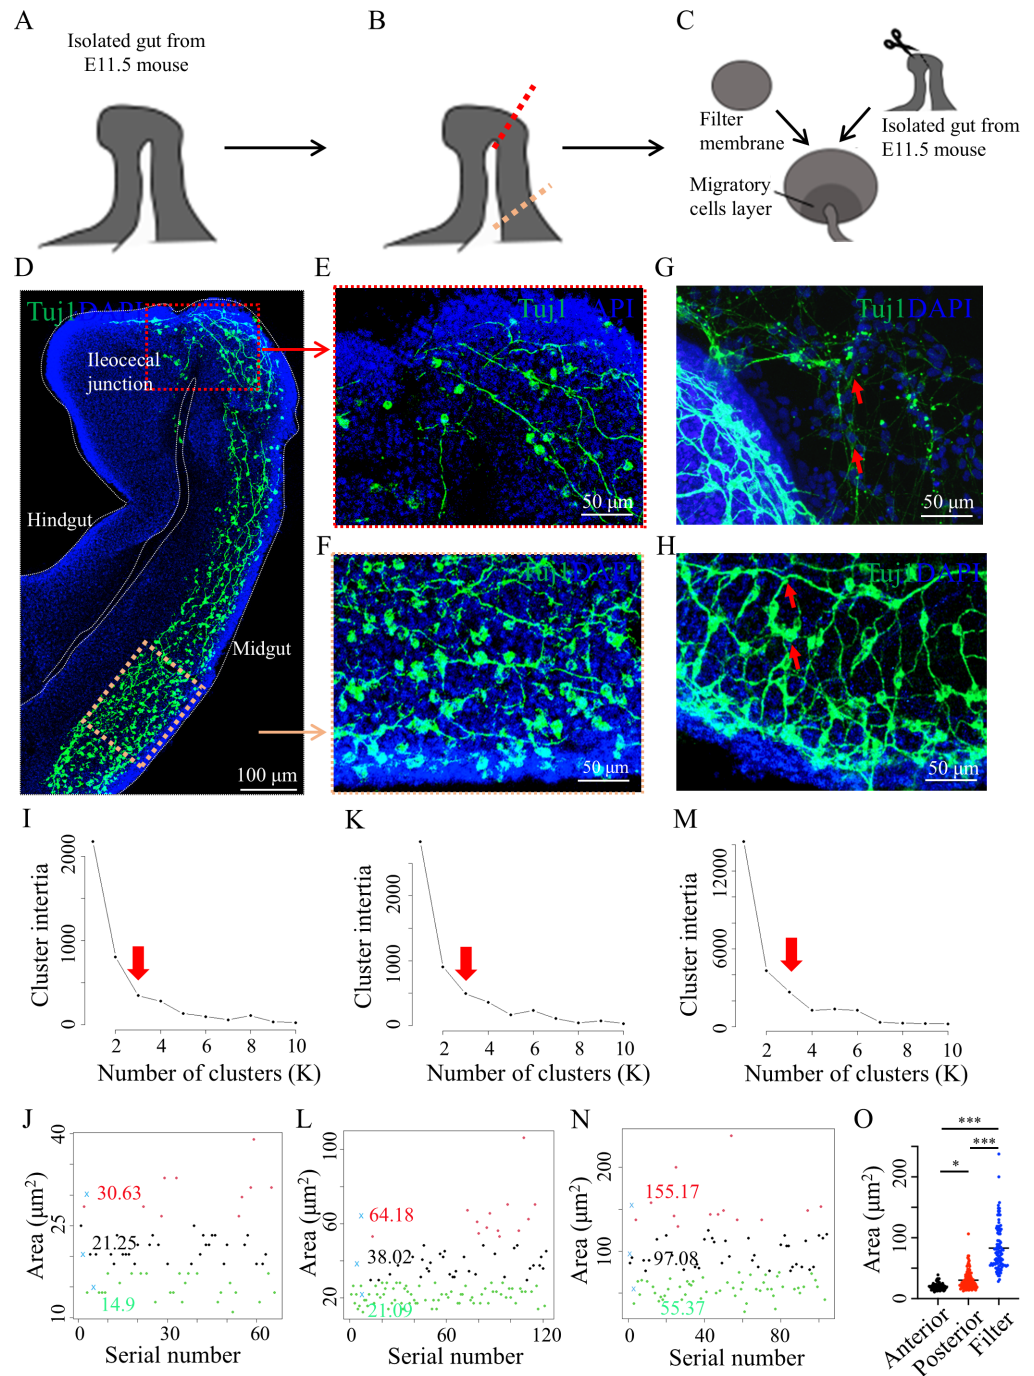 A
B
C
Isolated gut from
E11.5 mouse
Filter
membrane
Isolated gut from
E11.5 mouse
Migratory
cells layer
D
E
G
Tuj1DAPI
Ileocecal
junction
Hindgut
Midgut
100 μm
Tuj1DAPI
50 μm
Tuj1DAPI
50 μm
F
H
Tuj1DAPI
50 μm
Tuj1DAPI
50 μm
I
K
M
Cluster intertia
0 1000 2000
2 4 6 8 10
Number of clusters (K)
Cluster intertia
0 1000 2000
2 4 6 8 10
Number of clusters (K)
Cluster intertia
0 6000 12000
2 4 6 8 10
Number of clusters (K)
J
L
N
O
Area (μm²)
10 25 40
30.63
21.25
14.9
0 20 40 60
Serial number
Area (μm²)
20 60 100
64.18
38.02
21.09
0 40 80 120
Serial number
Area (μm²)
100 200
155.17
97.08
55.37
0 40 80
Serial number
Area (μm²)
0 100 200
***
***
*
Anterior
Posterior
Filter